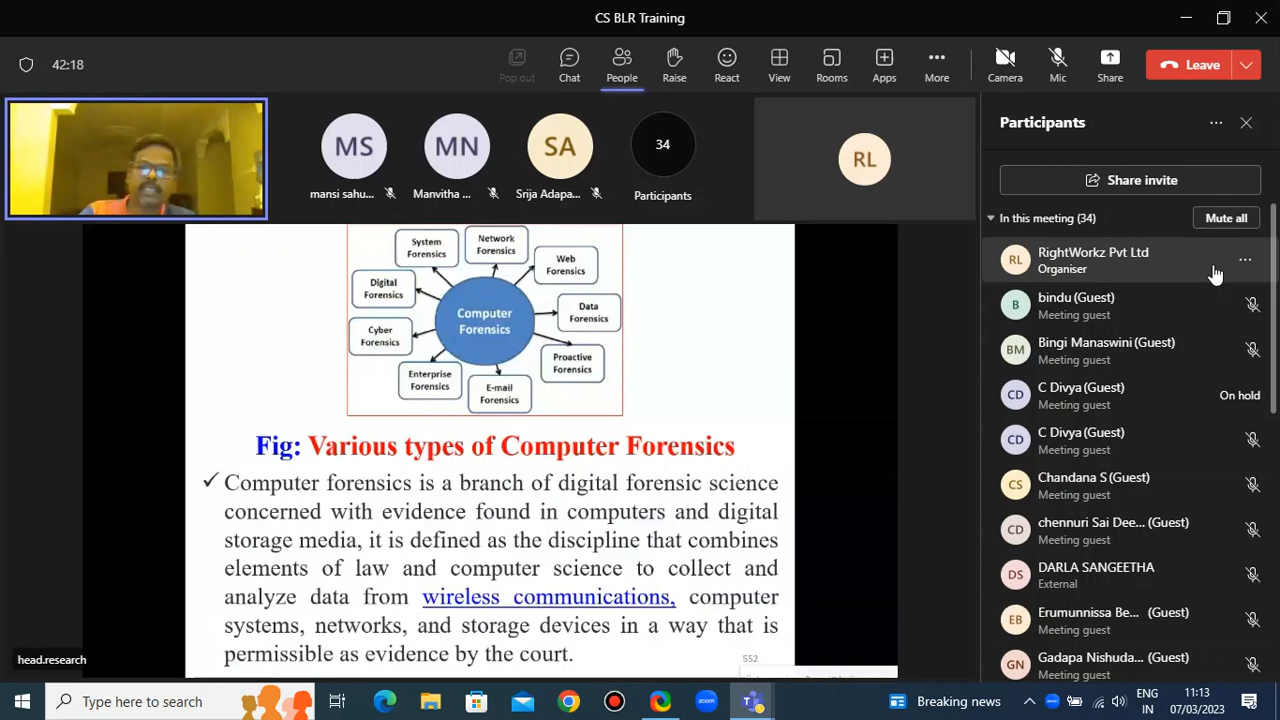 CS BLR Training
42:18
Pop out
Chat
People
Raise
React
View
Rooms
Apps
More
Camera
Mic
Share
Leave
MS
mansi sahu...
MN
Manvitha ...
SA
Srija Adapa...
34
Participants
RL
Participants
Share invite
In this meeting (34)
Mute all
RL
RightWorkz Pvt Ltd
Organiser
B
bindu (Guest)
Meeting guest
BM
Bingi Manaswini (Guest)
Meeting guest
CD
C Divya (Guest)
Meeting guest
On hold
CD
C Divya (Guest)
Meeting guest
CS
Chandana S (Guest)
Meeting guest
CD
chennuri Sai Dee... (Guest)
Meeting guest
DS
DARLA SANGEETHA
External
EB
Erumunnissa Be... (Guest)
Meeting guest
GN
Gadapa Nishuda... (Guest)
Meeting guest
System
Forensics
Network
Forensics
Web
Forensics
Digital
Forensics
Computer
Forensics
Data
Forensics
Cyber
Forensics
Proactive
Forensics
Enterprise
Forensics
E-mail
Forensics
Fig: Various types of Computer Forensics
✓ Computer forensics is a branch of digital forensic science
concerned with evidence found in computers and digital
storage media, it is defined as the discipline that combines
elements of law and computer science to collect and
analyze data from wireless communications, computer
systems, networks, and storage devices in a way that is
permissible as evidence by the court.
552
head.research
Type here to search
zoom
Breaking news
ENG
IN
11:13
07/03/2023